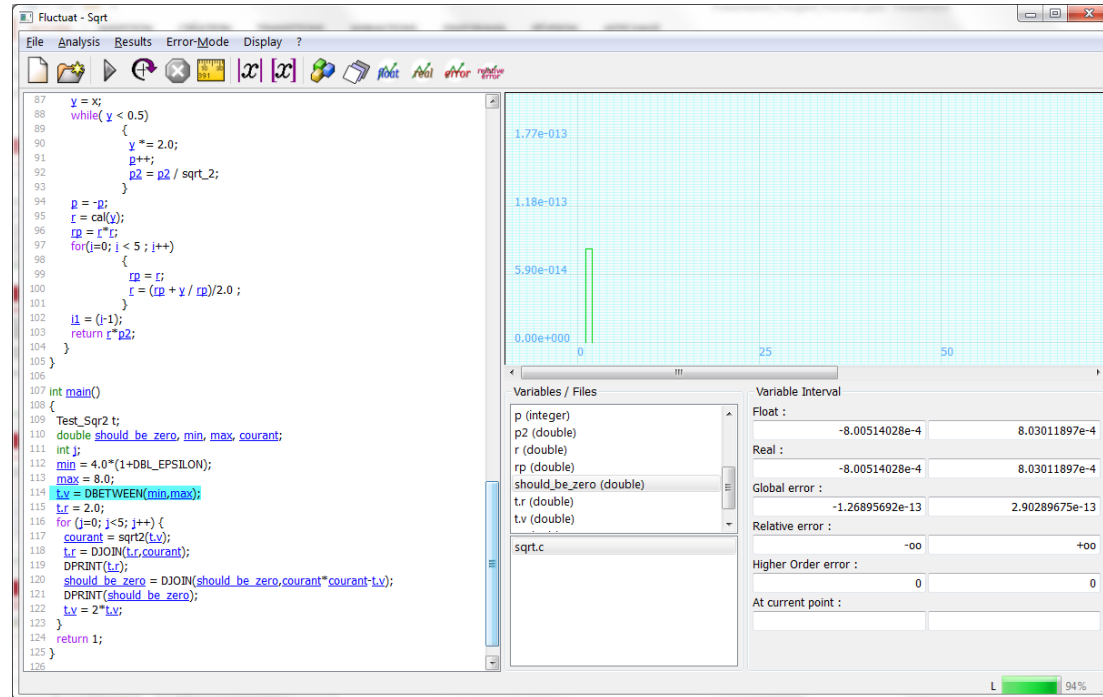 Fluctuat - Sqrt
File Analysis Results Error-Mode Display ?
|x| [x] float real error relative error
87 y = x;
88 while( y < 0.5)
89 {
90 y *= 2.0;
91 p++;
92 p2 = p2 / sqrt_2;
93 }
94 p = -p;
95 r = cal(y);
96 rp = r*r;
97 for(i=0; i < 5 ; i++)
98 {
99 rp = r;
100 r = (rp + y / rp)/2.0 ;
101 }
102 i1 = (i-1);
103 return r*p2;
104 }
105 }
106
107 int main()
108 {
109 Test_Sqr2 t;
110 double should_be_zero, min, max, courant;
111 int j;
112 min = 4.0*(1+DBL_EPSILON);
113 max = 8.0;
114 t.v = DBETWEEN(min,max);
115 t.r = 2.0;
116 for (j=0; j<5; j++) {
117 courant = sqrt2(t.v);
118 t.r = DJOIN(t.r,courant);
119 DPRINT(t.r);
120 should_be_zero = DJOIN(should_be_zero,courant*courant-t.v);
121 DPRINT(should_be_zero);
122 t.v = 2*t.v;
123 }
124 return 1;
125 }
126
1.77e-013
1.18e-013
5.90e-014
0.00e+000
0 25 50
Variables / Files
p (integer)
p2 (double)
r (double)
rp (double)
should_be_zero (double)
t.r (double)
t.v (double)
sqrt.c
Variable Interval
Float :
-8.00514028e-4 8.03011897e-4
Real :
-8.00514028e-4 8.03011897e-4
Global error :
-1.26895692e-13 2.90289675e-13
Relative error :
-oo +oo
Higher Order error :
0 0
At current point :
L 94%